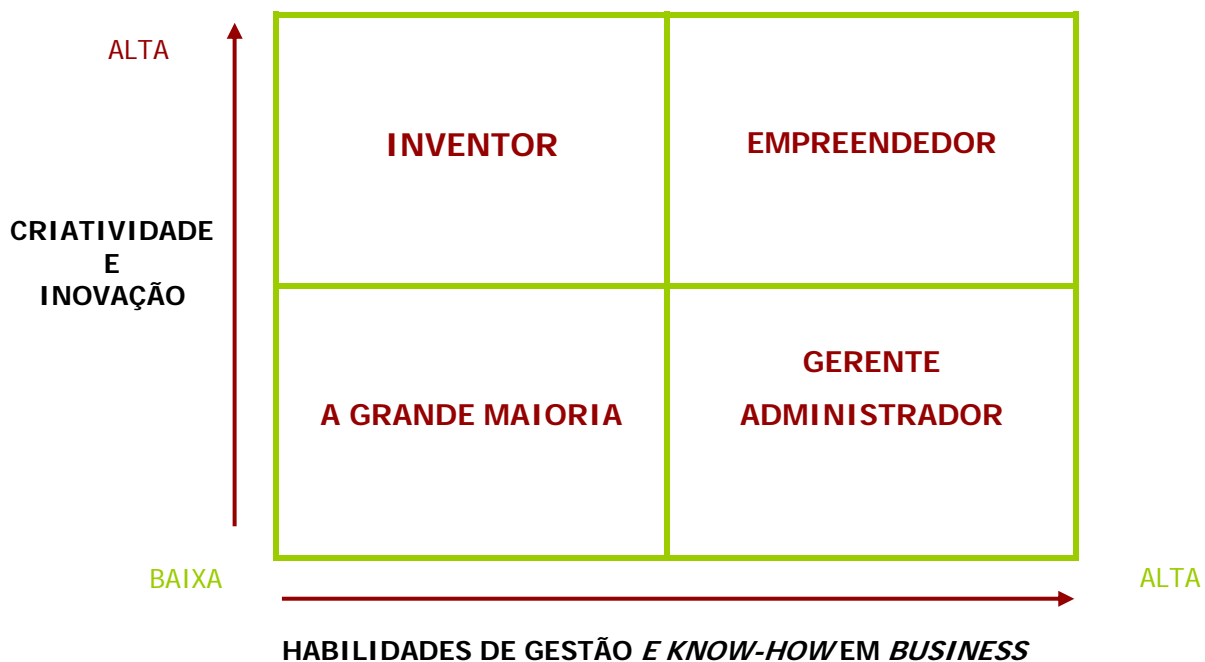 ALTA
INVENTOR
EMPREENDEDOR
CRIATIVIDADE
E
INOVAÇÃO
A GRANDE MAIORIA
GERENTE
ADMINISTRADOR
BAIXA
ALTA
HABILIDADES DE GESTÃO E KNOW-HOW EM BUSINESS